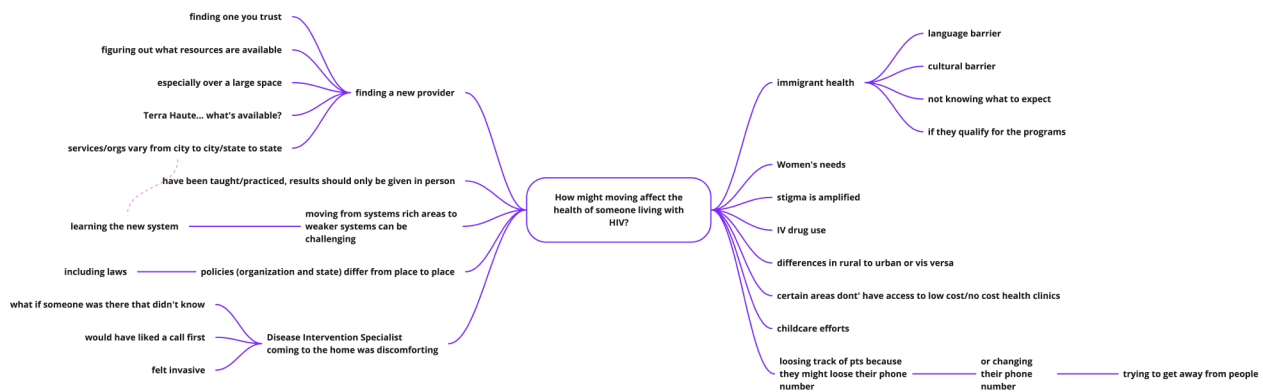 finding one you trust
figuring out what resources are available
especially over a large space
Terra Haute... what's available?
services/orgs vary from city to city/state to state
finding a new provider
have been taught/practiced, results should only be given in person
learning the new system
moving from systems rich areas to
weaker systems can be
challenging
including laws
policies (organization and state) differ from place to place
what if someone was there that didn't know
would have liked a call first
felt invasive
Disease Intervention Specialist
coming to the home was discomforting
How might moving affect the
health of someone living with
HIV?
immigrant health
language barrier
cultural barrier
not knowing what to expect
if they qualify for the programs
Women's needs
stigma is amplified
IV drug use
differences in rural to urban or vis versa
certain areas dont' have access to low cost/no cost health clinics
childcare efforts
loosing track of pts because
they might loose their phone
number
or changing
their phone
number
trying to get away from people